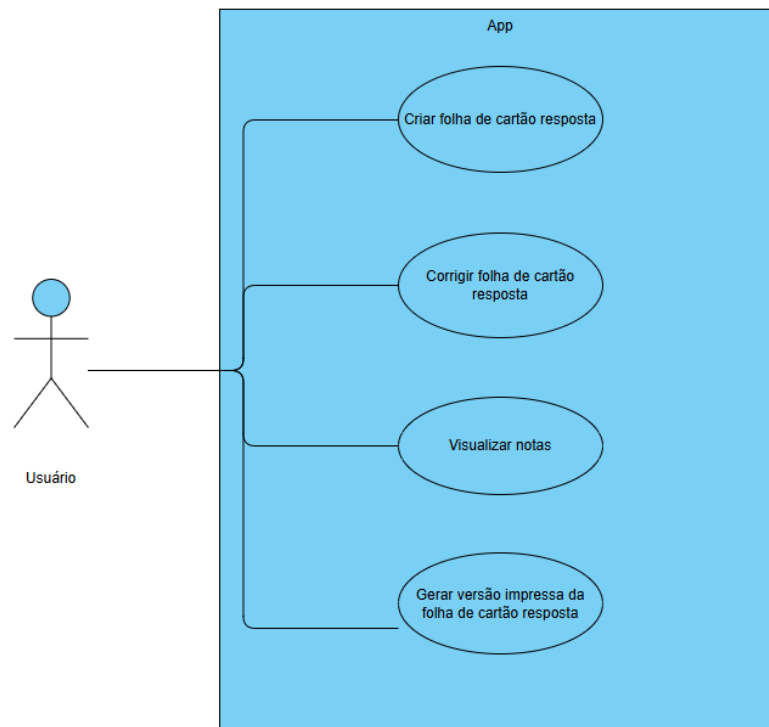 App
Criar folha de cartão resposta
Corrigir folha de cartão
resposta
Visualizar notas
Usuário
Gerar versão impressa da
folha de cartão resposta